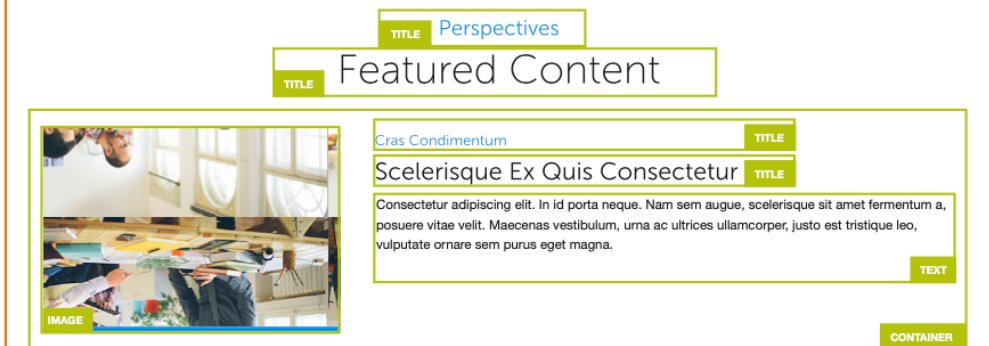 TITLE Perspectives
TITLE Featured Content
Cras Condimentum TITLE
Scelerisque Ex Quis Consectetur TITLE
Consectetur adipiscing elit. In id porta neque. Nam sem augue, scelerisque sit amet fermentum a,
posuere vitae velit. Maecenas vestibulum, urna ac ultrices ullamcorper, justo est tristique leo,
vulputate ornare sem purus eget magna.
TEXT
IMAGE
CONTAINER